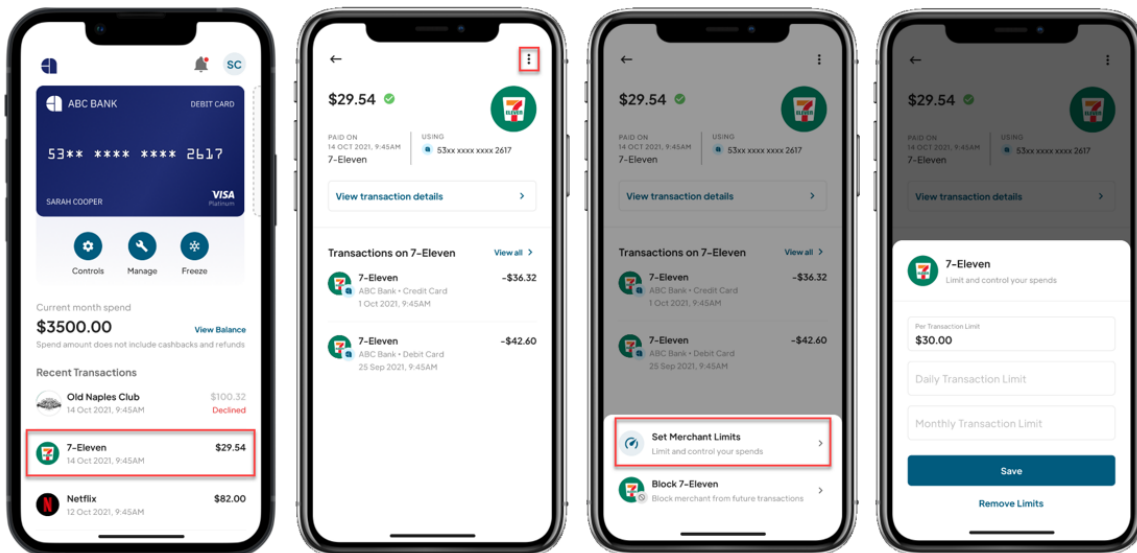 SC
ABC BANK
DEBIT CARD
53** **** **** 2617
SARAH COOPER
VISA
Platinum
Controls
Manage
Freeze
Current month spend
$3500.00
View Balance
Spend amount does not include cashbacks and refunds
Recent Transactions
Old Naples Club
$100.32
14 Oct 2021, 9:45AM
Declined
7-Eleven
$29.54
14 Oct 2021, 9:45AM
Netflix
$82.00
12 Oct 2021, 9:45AM
$29.54
7 ELEVEN
PAID ON
14 OCT 2021, 9:45AM
7-Eleven
USING
53xx xxxx xxxx 2617
View transaction details
Transactions on 7-Eleven
View all
7-Eleven
-$36.32
ABC Bank • Credit Card
1 Oct 2021, 9:45AM
7-Eleven
-$42.60
ABC Bank • Debit Card
25 Sep 2021, 9:45AM
$29.54
7 ELEVEN
PAID ON
14 OCT 2021, 9:45AM
7-Eleven
USING
53xx xxxx xxxx 2617
View transaction details
Transactions on 7-Eleven
View all
7-Eleven
-$36.32
ABC Bank • Credit Card
1 Oct 2021, 9:45AM
7-Eleven
-$42.60
ABC Bank • Debit Card
25 Sep 2021, 9:45AM
Set Merchant Limits
Limit and control your spends
Block 7-Eleven
Block merchant from future transactions
$29.54
7 ELEVEN
PAID ON
14 OCT 2021, 9:45AM
7-Eleven
USING
53xx xxxx xxxx 2617
View transaction details
7-Eleven
Limit and control your spends
Per Transaction Limit
$30.00
Daily Transaction Limit
Monthly Transaction Limit
Save
Remove Limits